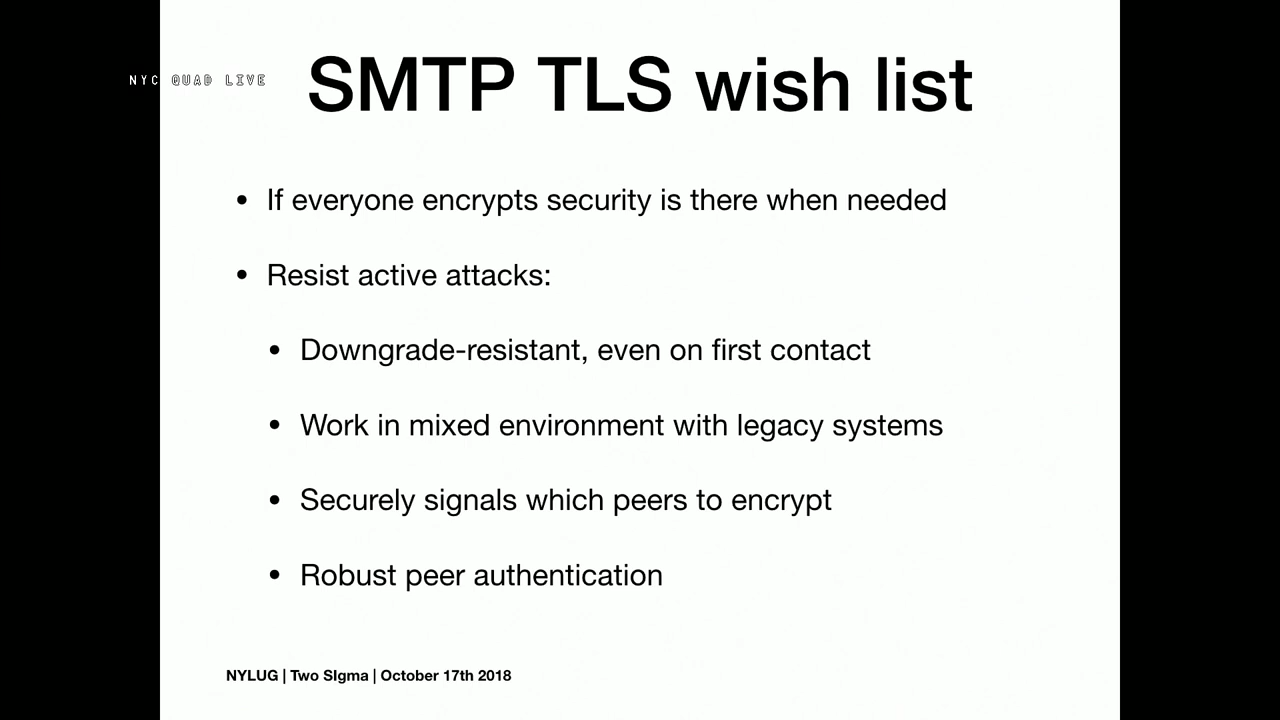 NYC QUAD LIVE
SMTP TLS wish list
• If everyone encrypts security is there when needed
• Resist active attacks:
• Downgrade-resistant, even on first contact
• Work in mixed environment with legacy systems
• Securely signals which peers to encrypt
• Robust peer authentication
NYLUG | Two SIgma | October 17th 2018